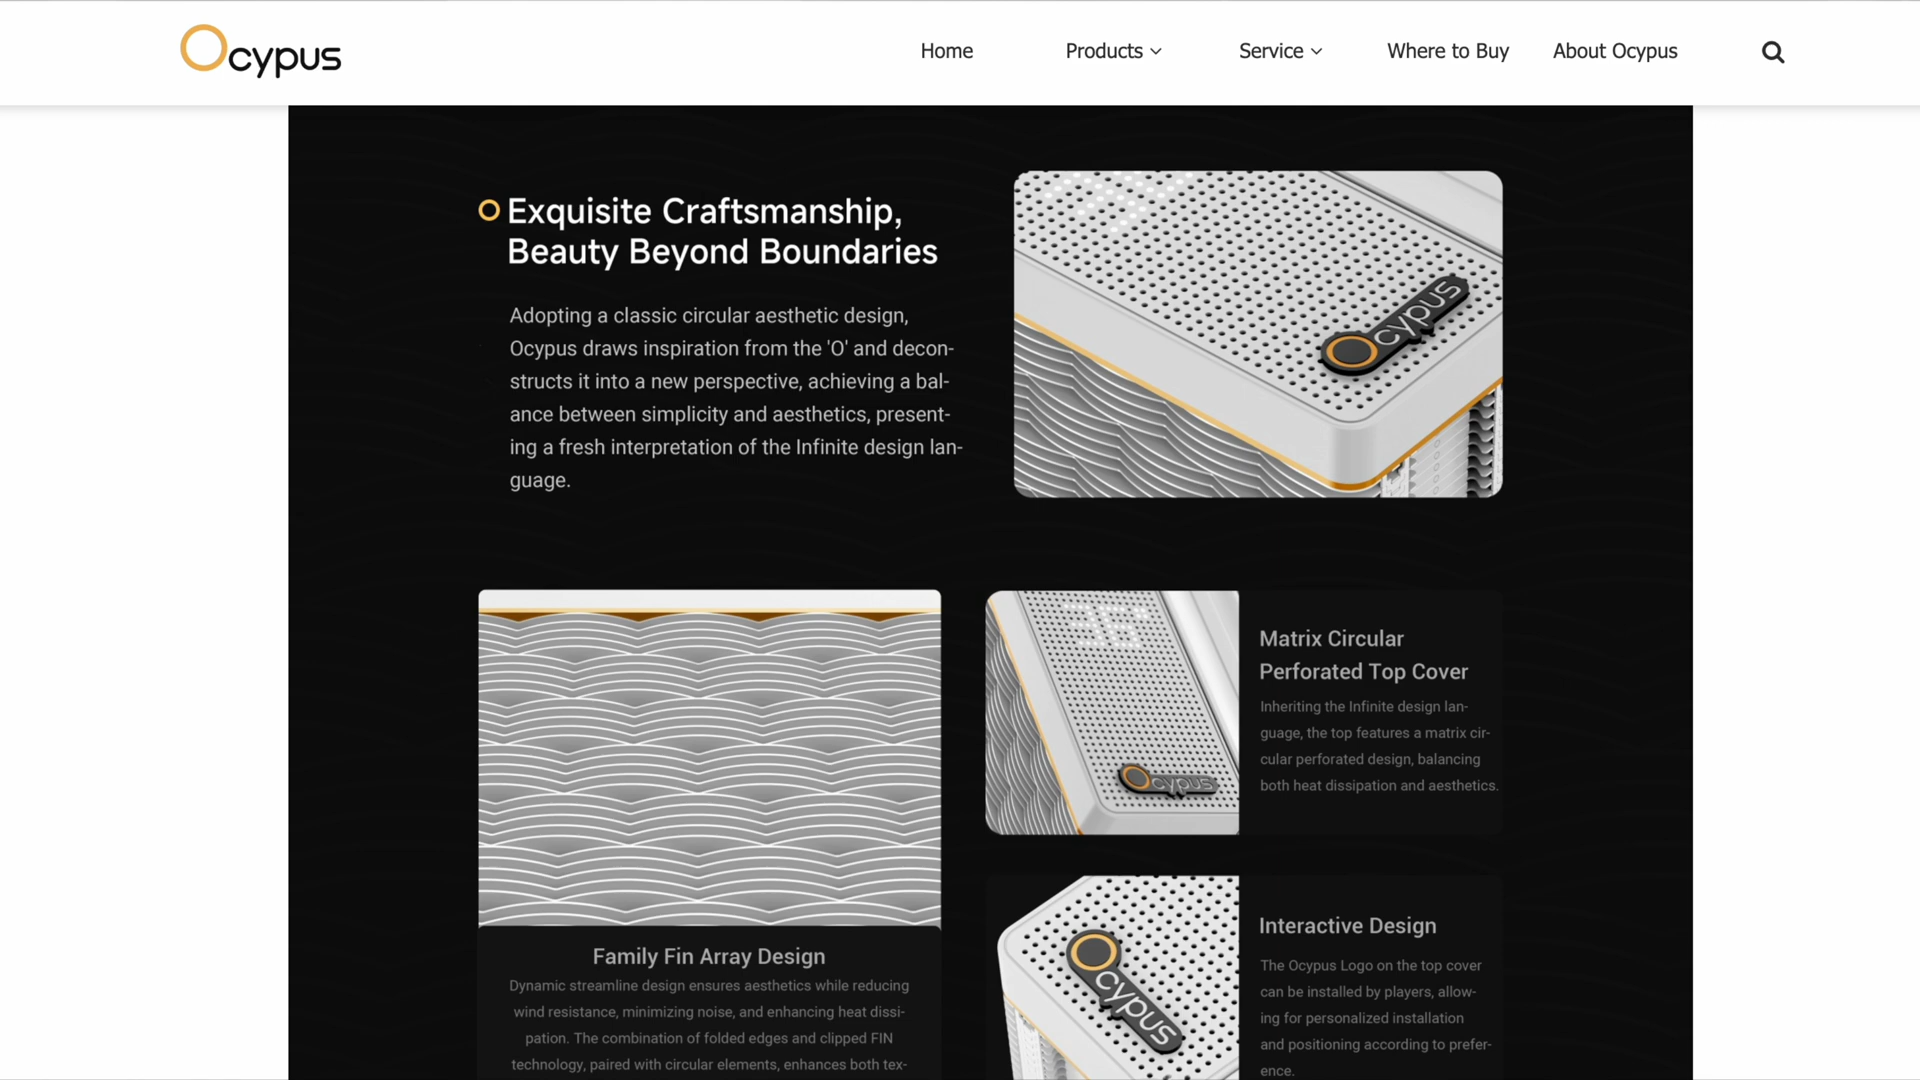 Ocypus
Home
Products
Service
Where to Buy
About Ocypus
Exquisite Craftsmanship,
Beauty Beyond Boundaries
Adopting a classic circular aesthetic design,
Ocypus draws inspiration from the 'O' and decon-
structs it into a new perspective, achieving a bal-
ance between simplicity and aesthetics, present-
ing a fresh interpretation of the Infinite design lan-
guage.
Ocypus
Family Fin Array Design
Dynamic streamline design ensures aesthetics while reducing
wind resistance, minimizing noise, and enhancing heat dissi-
pation. The combination of folded edges and clipped FIN
technology, paired with circular elements, enhances both tex-
Ocypus
Matrix Circular
Perforated Top Cover
Inheriting the Infinite design lan-
guage, the top features a matrix cir-
cular perforated design, balancing
both heat dissipation and aesthetics.
Ocypus
Interactive Design
The Ocypus Logo on the top cover
can be installed by players, allow-
ing for personalized installation
and positioning according to prefer-
ence.